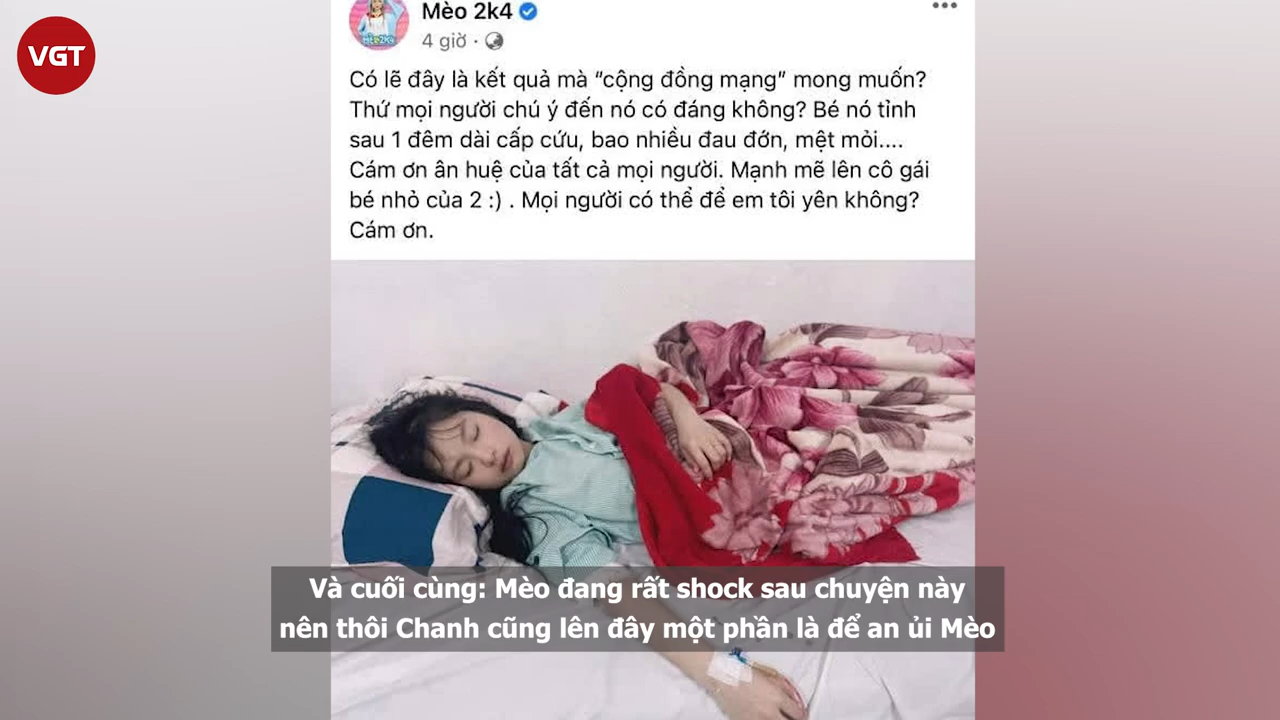 VGT
Mèo 2k4
4 giờ ·
Có lẽ đây là kết quả mà “cộng đồng mạng” mong muốn?
Thứ mọi người chú ý đến nó có đáng không? Bé nó tỉnh
sau 1 đêm dài cấp cứu, bao nhiều đau đớn, mệt mỏi....
Cám ơn ân huệ của tất cả mọi người. Mạnh mẽ lên cô gái
bé nhỏ của 2 :) . Mọi người có thể để em tôi yên không?
Cám ơn.
Và cuối cùng: Mèo đang rất shock sau chuyện này
nên thôi Chanh cũng lên đây một phần là để an ủi Mèo